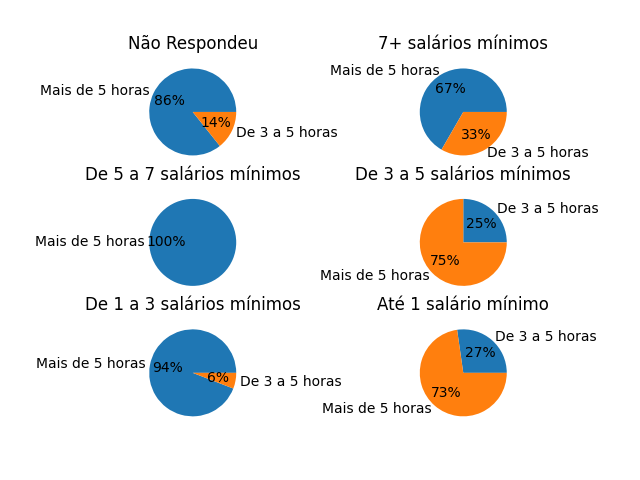 Não Respondeu
Mais de 5 horas
86%
14%
De 3 a 5 horas
7+ salários mínimos
Mais de 5 horas
67%
33%
De 3 a 5 horas
De 5 a 7 salários mínimos
Mais de 5 horas
100%
De 3 a 5 salários mínimos
De 3 a 5 horas
25%
75%
Mais de 5 horas
De 1 a 3 salários mínimos
Mais de 5 horas
94%
6%
De 3 a 5 horas
Até 1 salário mínimo
De 3 a 5 horas
27%
73%
Mais de 5 horas